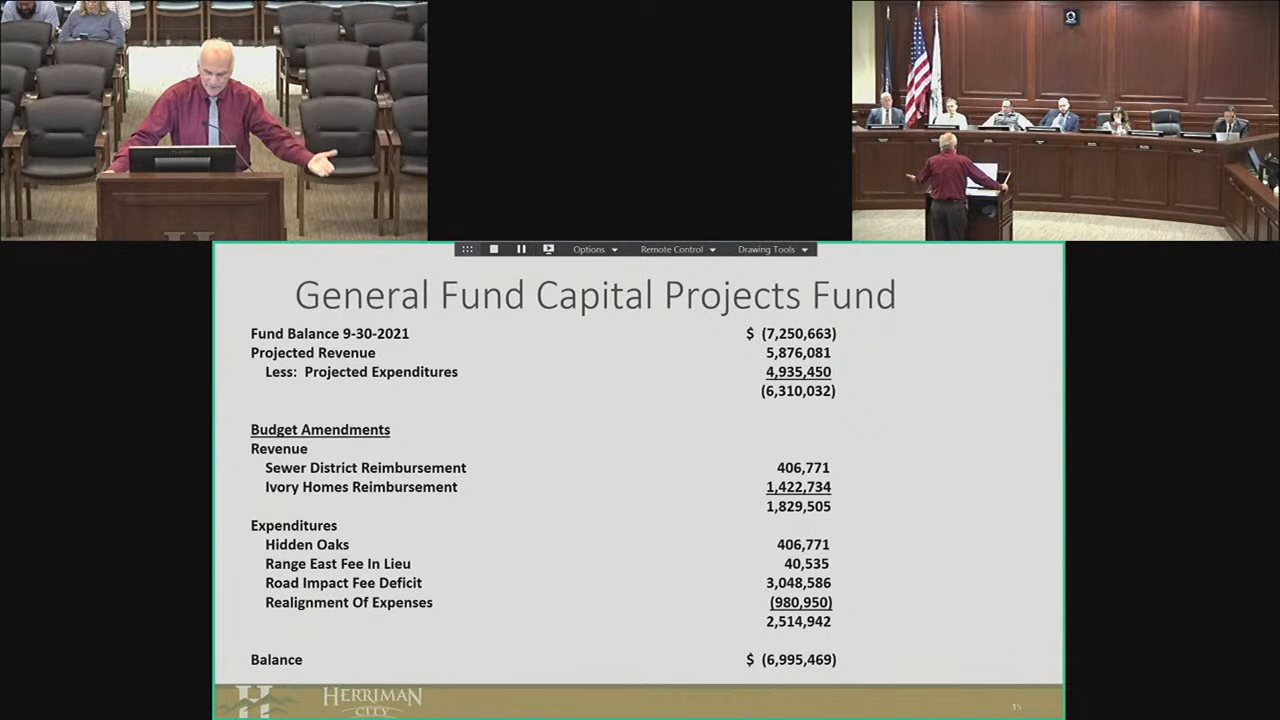 Options
Remote Control
Drawing Tools
General Fund Capital Projects Fund
Fund Balance 9-30-2021 $ (7,250,663)
Projected Revenue 5,876,081
Less: Projected Expenditures 4,935,450
(6,310,032)
Budget Amendments
Revenue
Sewer District Reimbursement 406,771
Ivory Homes Reimbursement 1,422,734
1,829,505
Expenditures
Hidden Oaks 406,771
Range East Fee In Lieu 40,535
Road Impact Fee Deficit 3,048,586
Realignment Of Expenses (980,950)
2,514,942
Balance $ (6,995,469)
H HERRIMAN
CITY
15